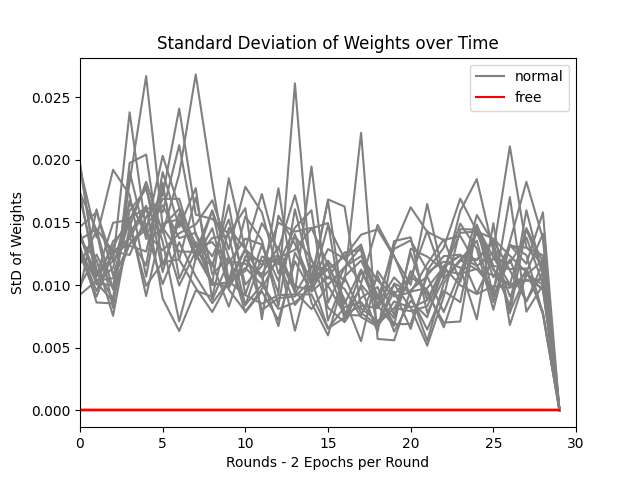 Standard Deviation of Weights over Time
normal
free
StD of Weights
0.025
0.020
0.015
0.010
0.005
0.000
0
5
10
15
20
25
30
Rounds - 2 Epochs per Round